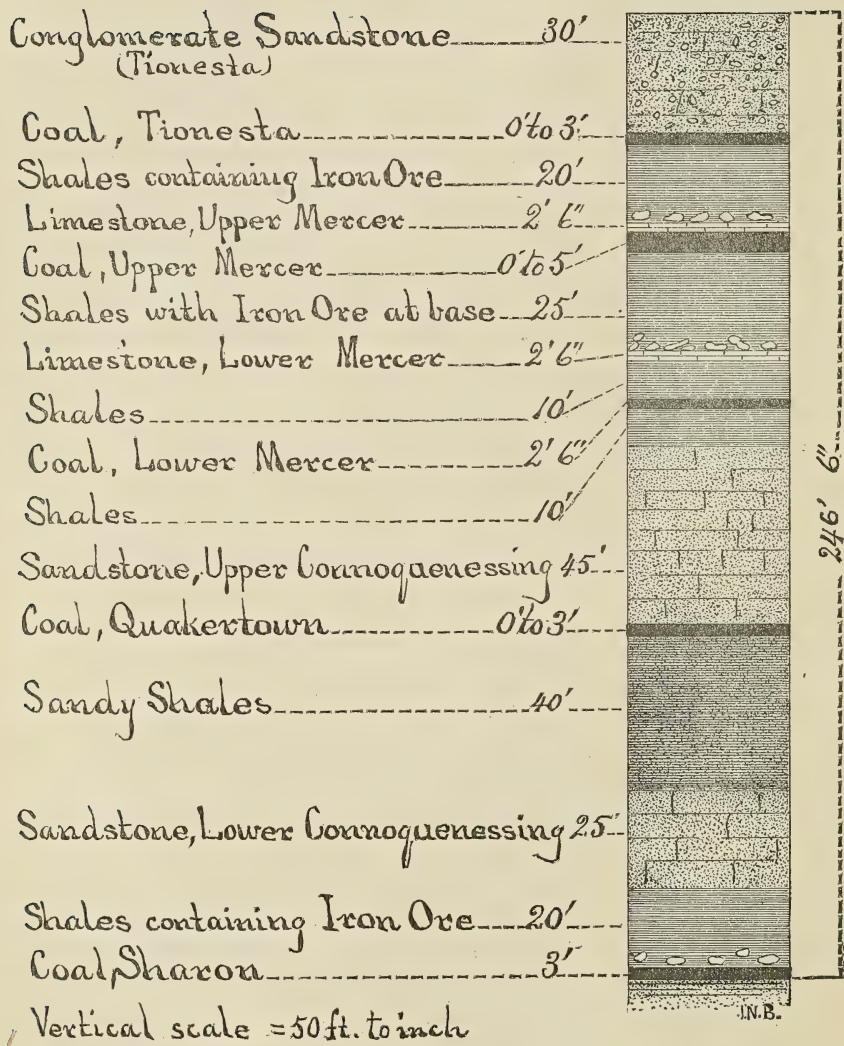 Conglomerate Sandstone 30'
(Tionesta)
Coal, Tionesta 0' to 3'
Shales containing Iron Ore 20'
Limestone, Upper Mercer 2' 6"
Coal, Upper Mercer 0' to 5'
Shales with Iron Ore at base 25'
Limestone, Lower Mercer 2' 6"
Shales 10'
Coal, Lower Mercer 2' 6"
Shales 10'
Sandstone, Upper Connoquenessing 45'
Coal, Quakertown 0' to 3'
Sandy Shales 40'
Sandstone, Lower Connoquenessing 25'
Shales containing Iron Ore 20'
Coal, Sharon 3'
Vertical scale = 50 ft. to inch
246' 6"
I.N.B.